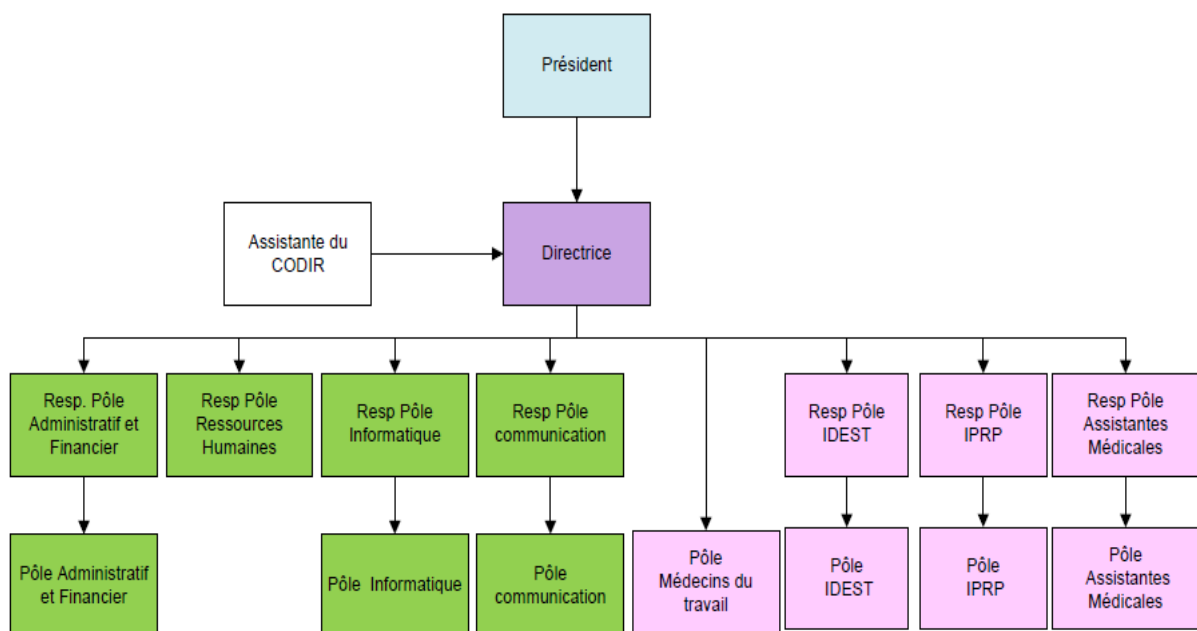 Président
Assistante du
CODIR
Directrice
Resp. Pôle
Administratif et
Financier
Resp Pôle
Ressources
Humaines
Resp Pôle
Informatique
Resp Pôle
communication
Resp Pôle
IDEST
Resp Pôle
IPRP
Resp Pôle
Assistantes
Médicales
Pôle Administratif
et Financier
Pôle Informatique
Pôle
communication
Pôle
Médecins du
travail
Pôle
IDEST
Pôle
IPRP
Pôle
Assistantes
Médicales